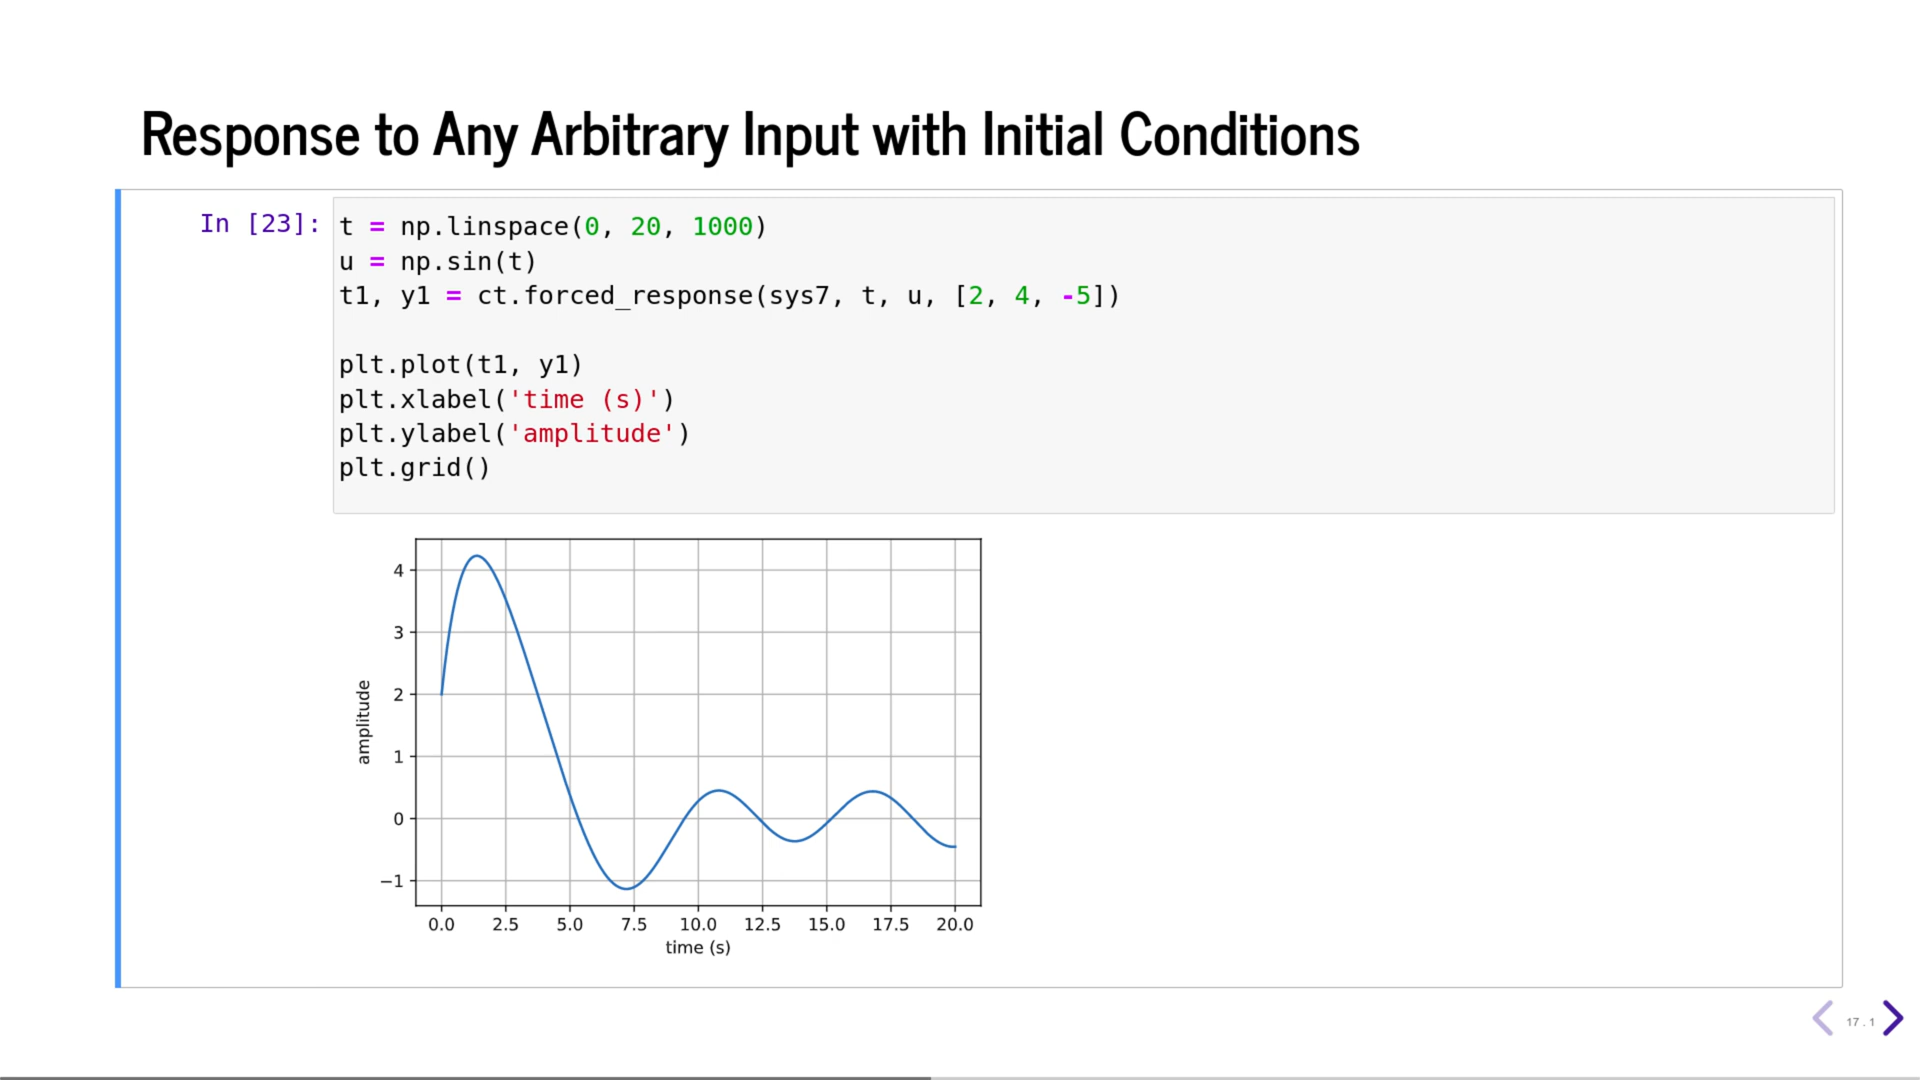 Response to Any Arbitrary Input with Initial Conditions
In [23]:
t = np.linspace(0, 20, 1000)
u = np.sin(t)
t1, y1 = ct.forced_response(sys7, t, u, [2, 4, -5])
plt.plot(t1, y1)
plt.xlabel('time (s)')
plt.ylabel('amplitude')
plt.grid()
4
3
2
1
0
−1
amplitude
0.0 2.5 5.0 7.5 10.0 12.5 15.0 17.5 20.0
time (s)
17 . 1